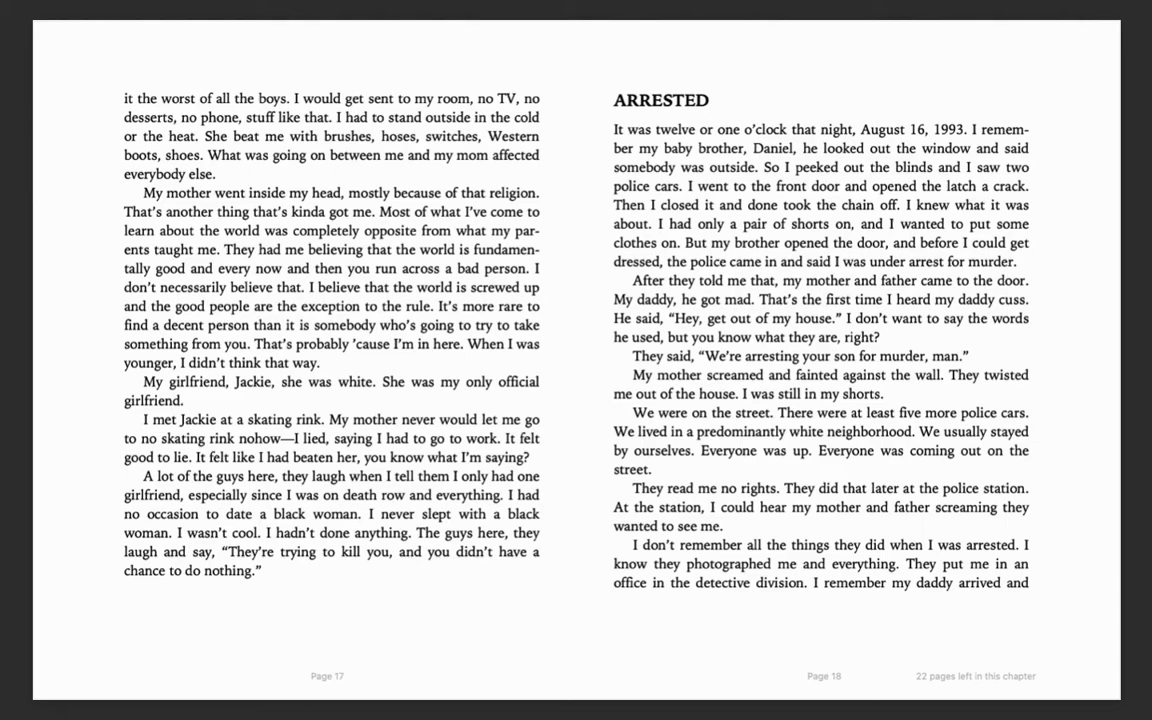 it the worst of all the boys. I would get sent to my room, no TV, no
desserts, no phone, stuff like that. I had to stand outside in the cold
or the heat. She beat me with brushes, hoses, switches, Western
boots, shoes. What was going on between me and my mom affected
everybody else.
My mother went inside my head, mostly because of that religion.
That’s another thing that’s kinda got me. Most of what I’ve come to
learn about the world was completely opposite from what my par-
ents taught me. They had me believing that the world is fundamen-
tally good and every now and then you run across a bad person. I
don’t necessarily believe that. I believe that the world is screwed up
and the good people are the exception to the rule. It’s more rare to
find a decent person than it is somebody who’s going to try to take
something from you. That’s probably ’cause I’m in here. When I was
younger, I didn’t think that way.
My girlfriend, Jackie, she was white. She was my only official
girlfriend.
I met Jackie at a skating rink. My mother never would let me go
to no skating rink nohow—I lied, saying I had to go to work. It felt
good to lie. It felt like I had beaten her, you know what I’m saying?
A lot of the guys here, they laugh when I tell them I only had one
girlfriend, especially since I was on death row and everything. I had
no occasion to date a black woman. I never slept with a black
woman. I wasn’t cool. I hadn’t done anything. The guys here, they
laugh and say, “They’re trying to kill you, and you didn’t have a
chance to do nothing.”
Page 17
ARRESTED
It was twelve or one o’clock that night, August 16, 1993. I remem-
ber my baby brother, Daniel, he looked out the window and said
somebody was outside. So I peeked out the blinds and I saw two
police cars. I went to the front door and opened the latch a crack.
Then I closed it and done took the chain off. I knew what it was
about. I had only a pair of shorts on, and I wanted to put some
clothes on. But my brother opened the door, and before I could get
dressed, the police came in and said I was under arrest for murder.
After they told me that, my mother and father came to the door.
My daddy, he got mad. That’s the first time I heard my daddy cuss.
He said, “Hey, get out of my house.” I don’t want to say the words
he used, but you know what they are, right?
They said, “We’re arresting your son for murder, man.”
My mother screamed and fainted against the wall. They twisted
me out of the house. I was still in my shorts.
We were on the street. There were at least five more police cars.
We lived in a predominantly white neighborhood. We usually stayed
by ourselves. Everyone was up. Everyone was coming out on the
street.
They read me no rights. They did that later at the police station.
At the station, I could hear my mother and father screaming they
wanted to see me.
I don’t remember all the things they did when I was arrested. I
know they photographed me and everything. They put me in an
office in the detective division. I remember my daddy arrived and
Page 18
22 pages left in this chapter